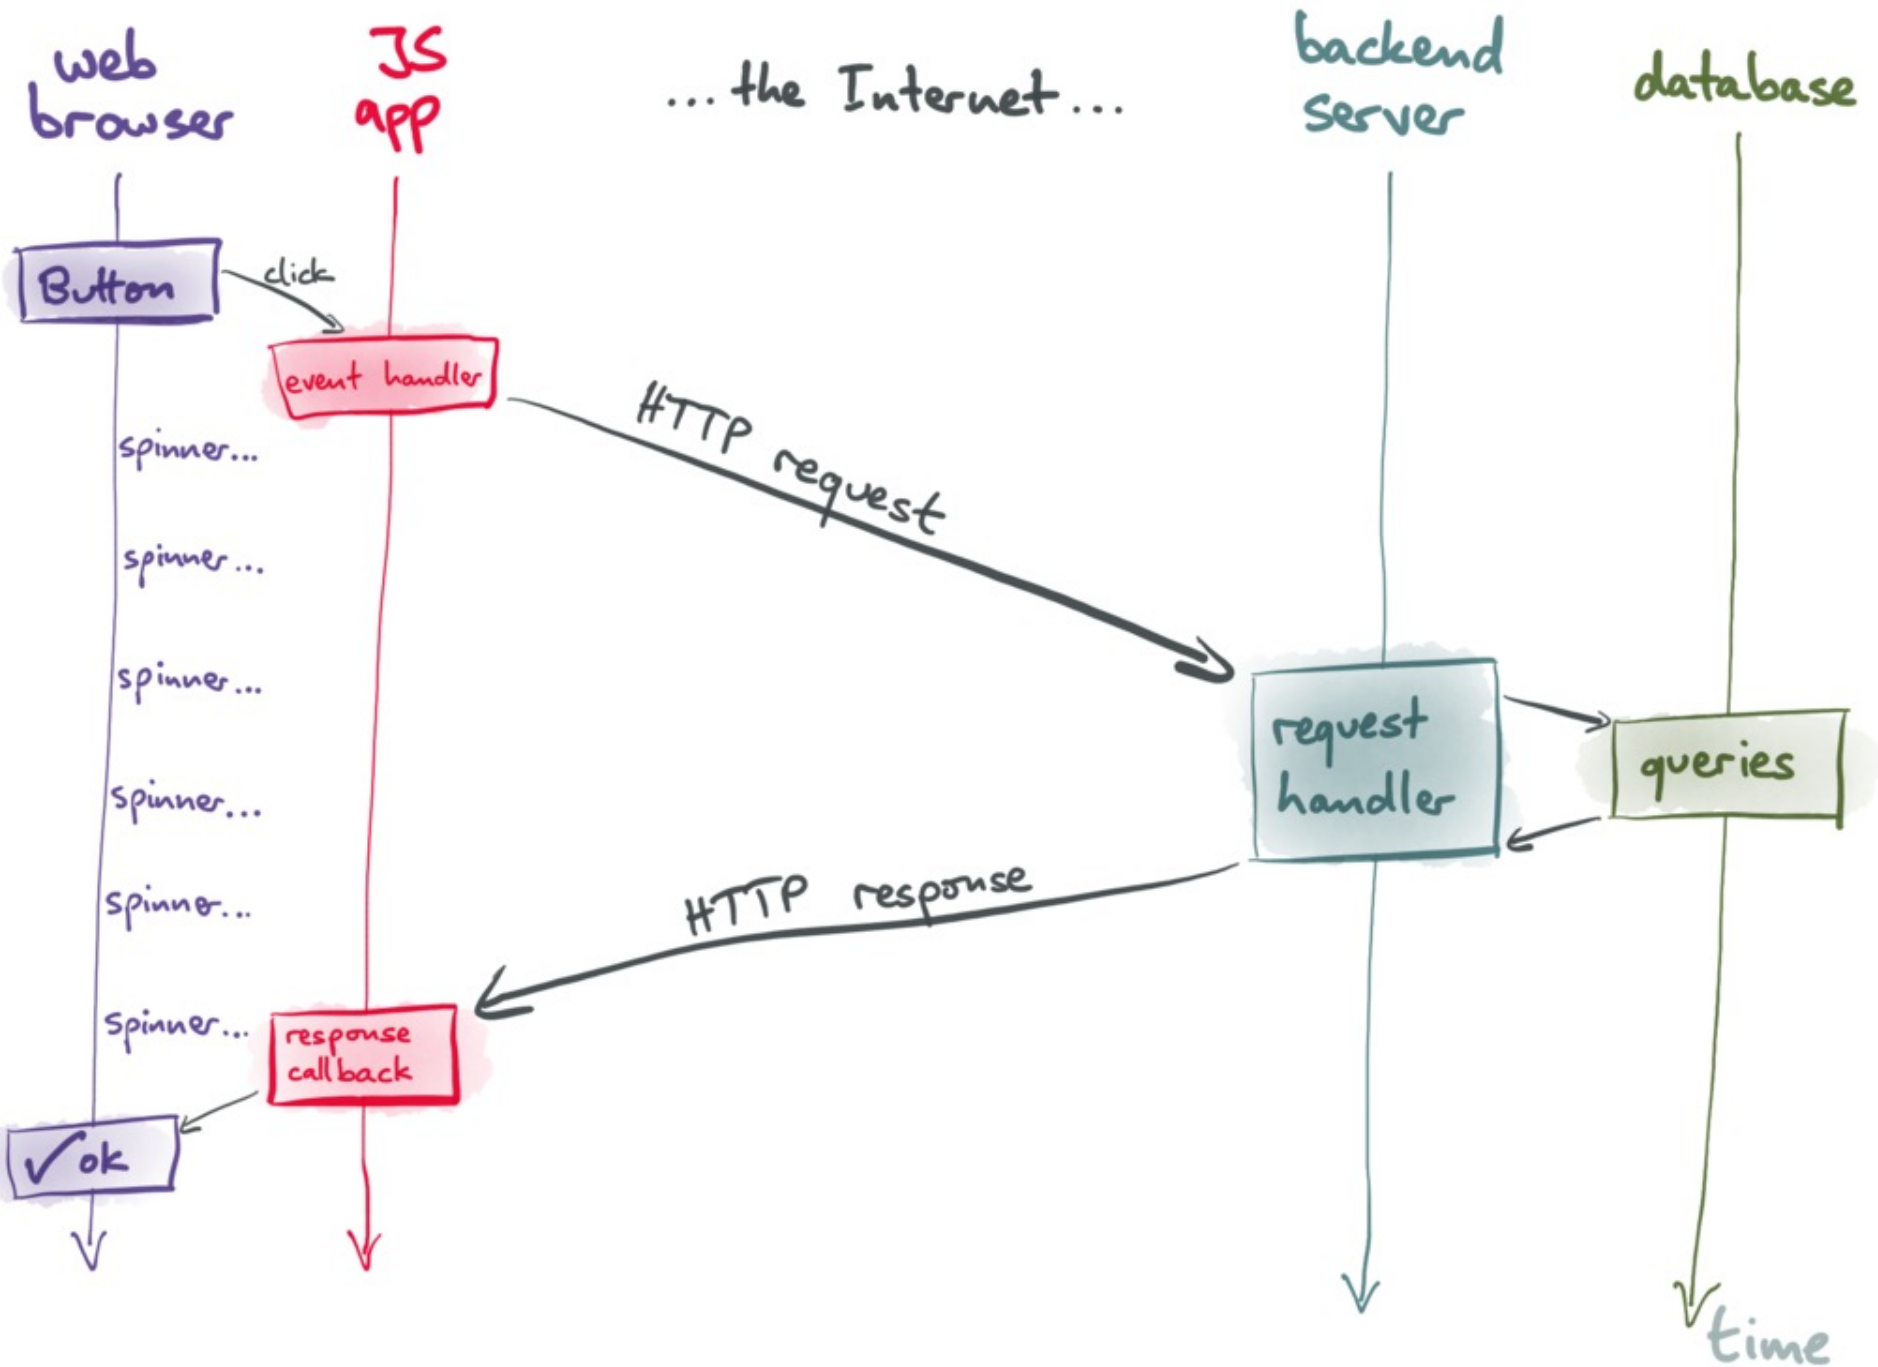 web
browser
JS
app
...the Internet...
backend
server
database
Button
click
event handler
HTTP request
spinner...
spinner...
spinner...
spinner...
spinner...
spinner...
request
handler
queries
HTTP response
response
callback
✓ok
time